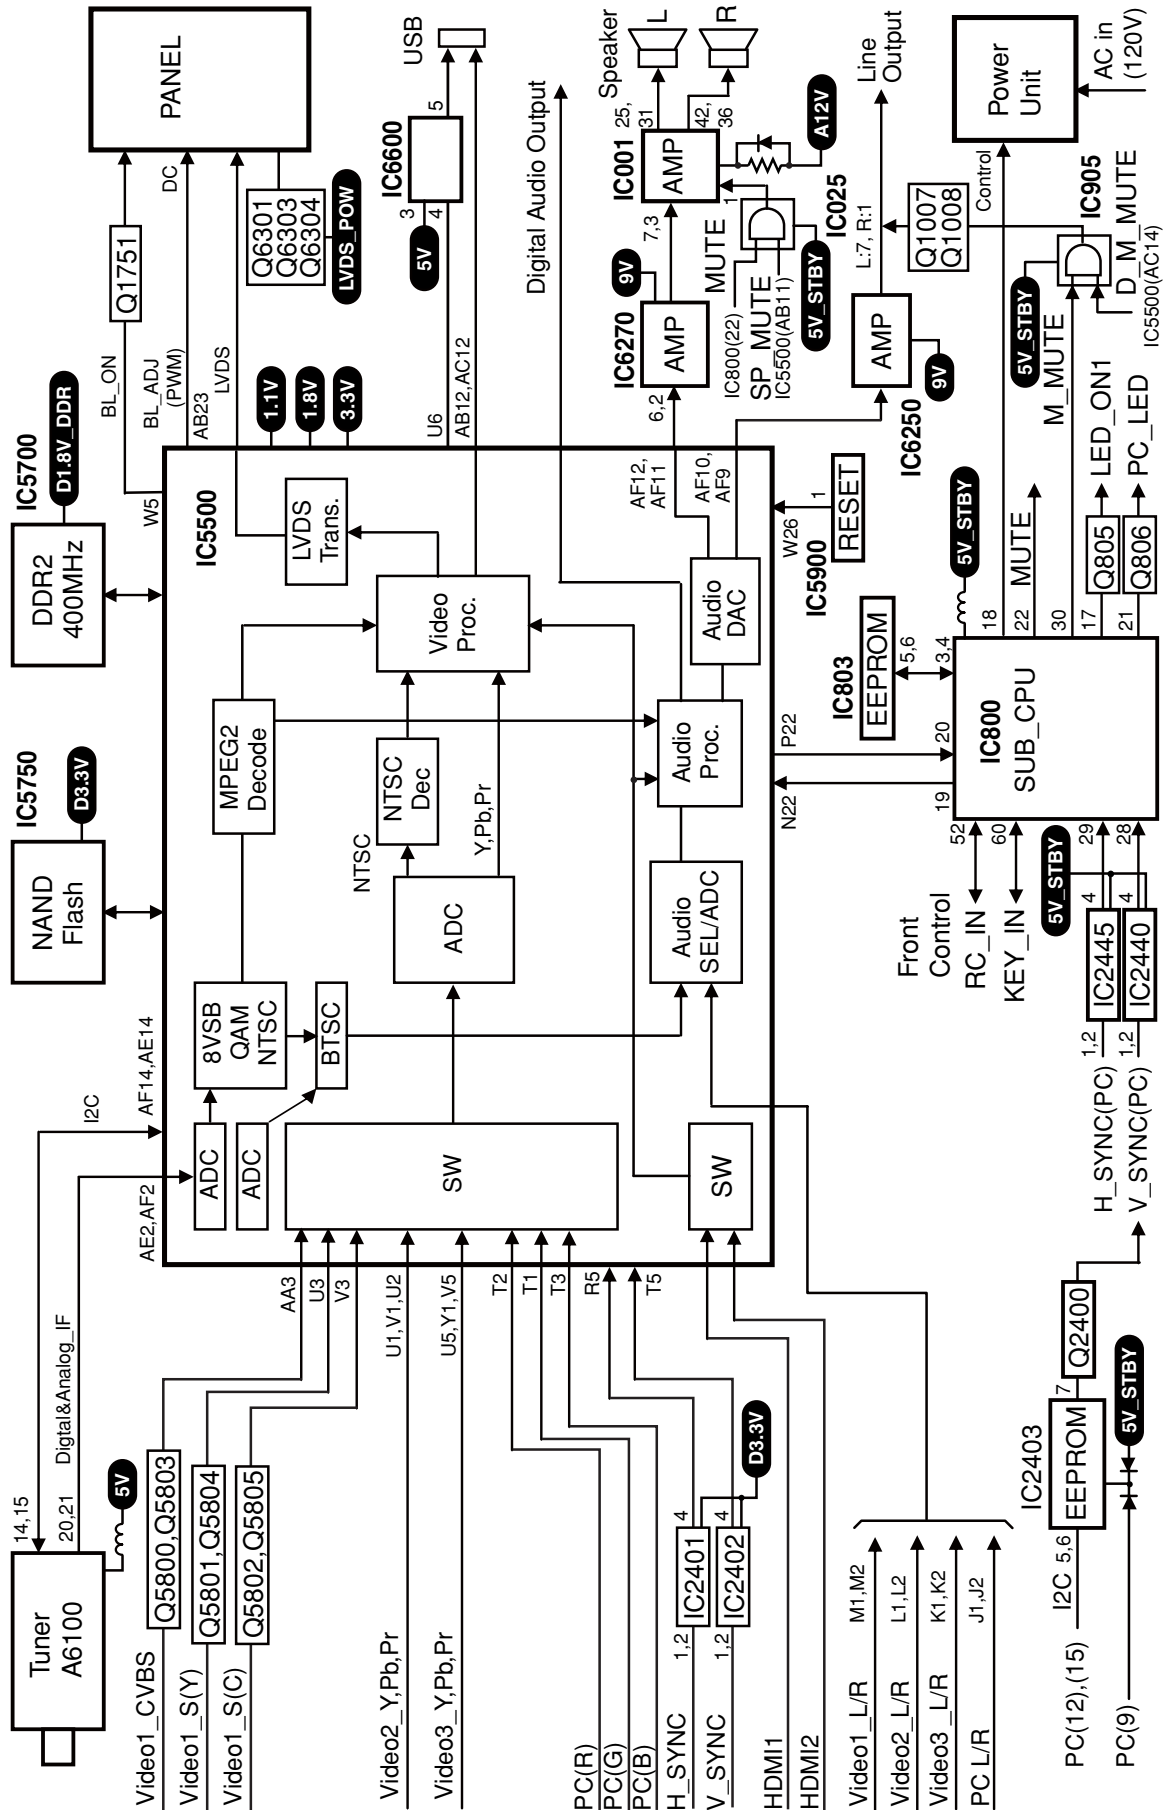 Tuner
A6100
14,15
20,21
5V
I2C
Digtal&Analog_IF
AF14,AE14
AE2,AF2
IC5750
NAND
Flash
D3.3V
IC5700
DDR2
400MHz
D1.8V_DDR
W5
BL_ON
Q1751
BL_ADJ
(PWM)
AB23
DC
LVDS
PANEL
Q6301
Q6303
Q6304
LVDS_POW
1.1V
1.8V
3.3V
U6
AB12,AC12
IC6600
3
4
5
5V
USB
Digital Audio Output
IC5500
ADC
ADC
8VSB
QAM
NTSC
BTSC
MPEG2
Decode
LVDS
Trans.
Video
Proc.
NTSC
NTSC
Dec
Y,Pb,Pr
ADC
SW
SW
Audio
SEL/ADC
Audio
Proc.
Audio
DAC
Video1_CVBS
Video1_S(Y)
Video1_S(C)
Q5800,Q5803
Q5801,Q5804
Q5802,Q5805
AA3
U3
V3
Video2_Y,Pb,Pr
U1,V1,U2
Video3_Y,Pb,Pr
U5,Y1,V5
PC(R)
PC(G)
PC(B)
T2
T1
T3
H_SYNC
V_SYNC
1,2
IC2401
4
1,2
IC2402
4
D3.3V
R5
T5
HDMI1
HDMI2
Video1_L/R
M1,M2
Video2_L/R
L1,L2
Video3_L/R
K1,K2
PC L/R
J1,J2
AF12,
AF11
AF10,
AF9
6,2
IC6270
AMP
9V
7,3
IC001
AMP
25,
31
42,
36
1
Speaker
L
R
A12V
MUTE
IC800(22)
SP_MUTE
IC5500(AB11)
5V_STBY
IC025
IC6250
AMP
9V
L:7, R:1
Line
Output
Q1007
Q1008
W26
1
IC5900
RESET
IC803
EEPROM
5,6
3,4
5V_STBY
P22
20
N22
19
IC800
SUB_CPU
18
22
30
17
21
Control
Power
Unit
AC in
(120V)
MUTE
M_MUTE
5V_STBY
IC905
D_M_MUTE
IC5500(AC14)
Q805
LED_ON1
Q806
PC_LED
Front
Control
RC_IN
KEY_IN
52
60
29
28
5V_STBY
4
4
IC2445
IC2440
1,2
1,2
H_SYNC(PC)
V_SYNC(PC)
PC(12),(15)
I2C
5,6
IC2403
EEPROM
7
Q2400
5V_STBY
PC(9)